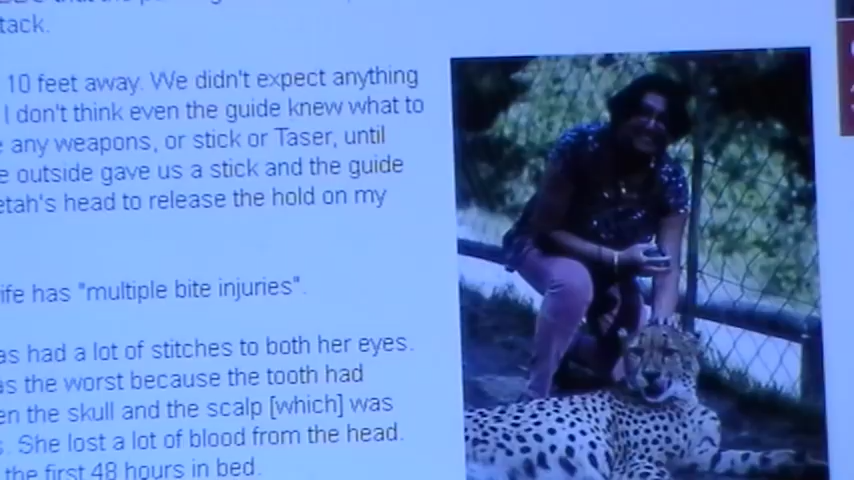 tack.
10 feet away. We didn't expect anything
I don't think even the guide knew what to
any weapons, or stick or Taser, until
outside gave us a stick and the guide
etah's head to release the hold on my
ife has "multiple bite injuries".
as had a lot of stitches to both her eyes.
as the worst because the tooth had
en the skull and the scalp [which] was
She lost a lot of blood from the head.
the first 48 hours in bed.